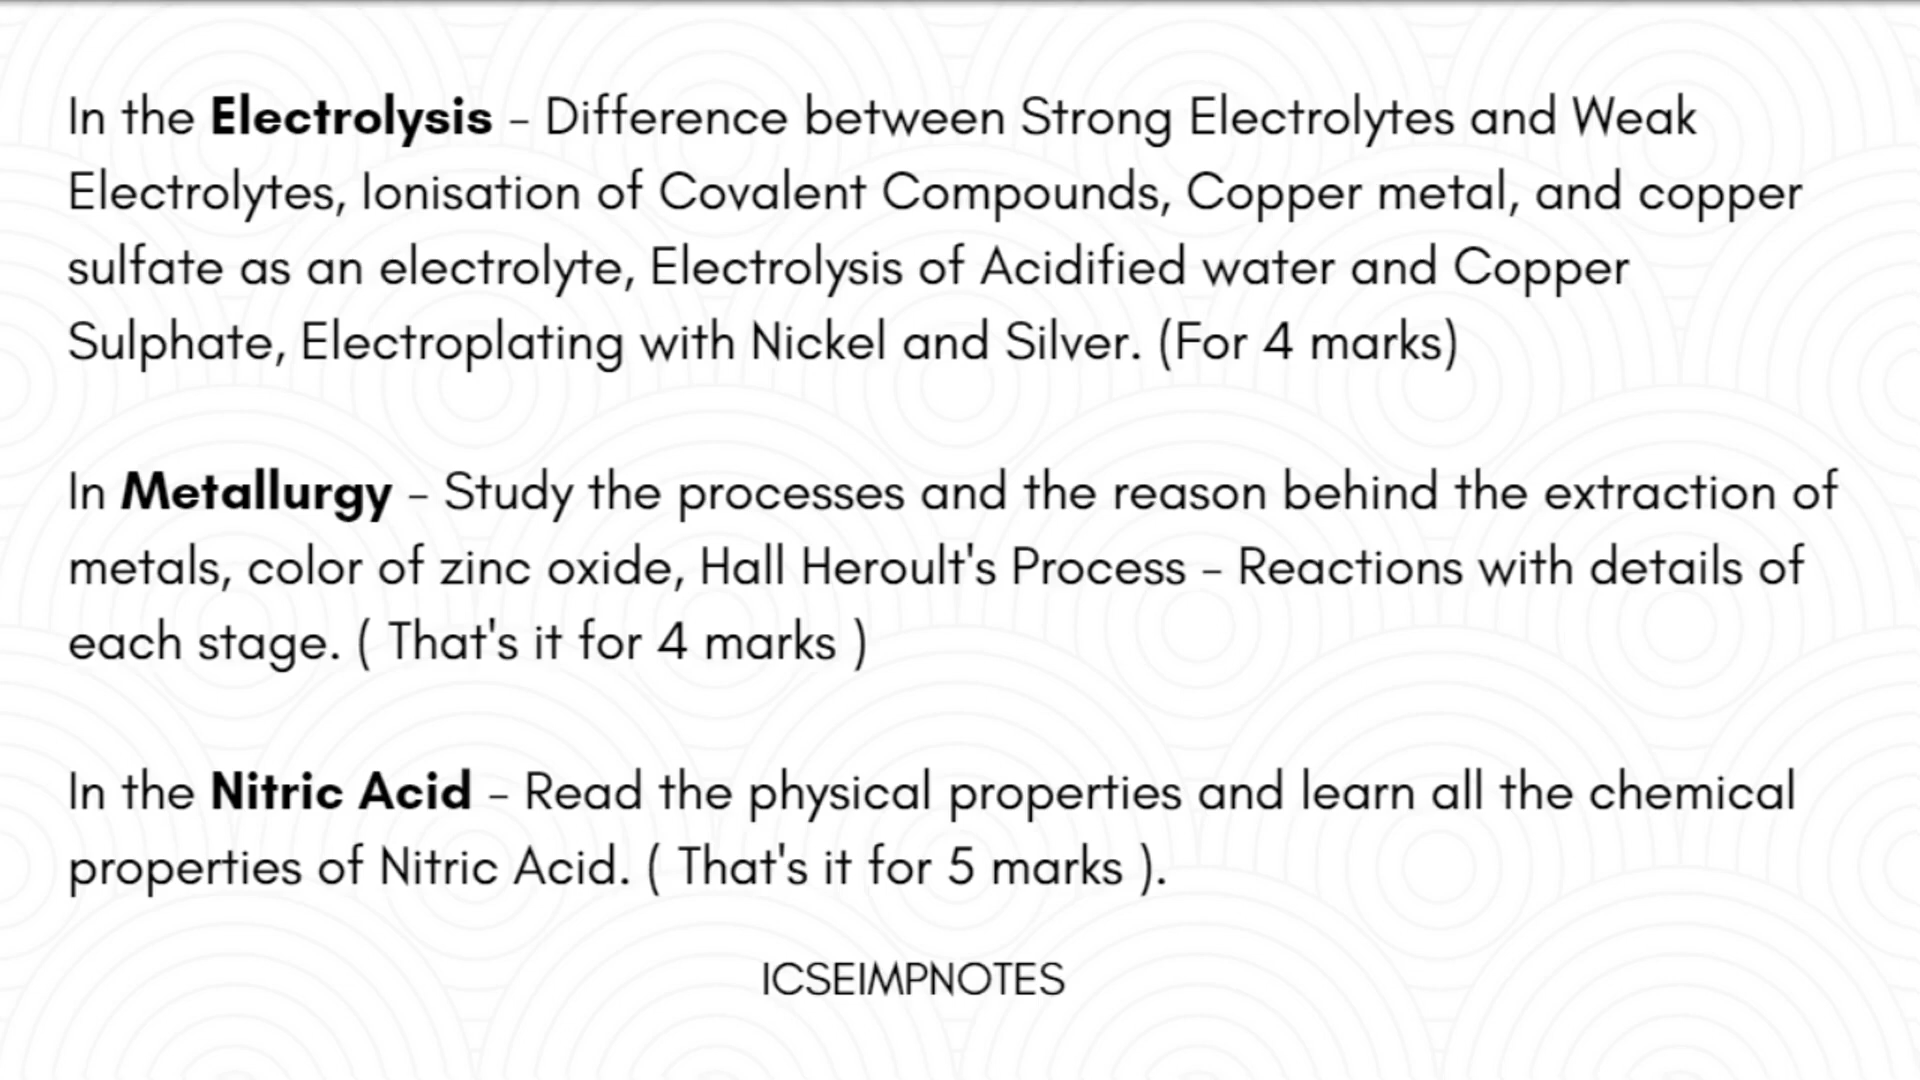 In the Electrolysis - Difference between Strong Electrolytes and Weak
Electrolytes, Ionisation of Covalent Compounds, Copper metal, and copper
sulfate as an electrolyte, Electrolysis of Acidified water and Copper
Sulphate, Electroplating with Nickel and Silver. (For 4 marks)
In Metallurgy - Study the processes and the reason behind the extraction of
metals, color of zinc oxide, Hall Heroult's Process - Reactions with details of
each stage. ( That's it for 4 marks )
In the Nitric Acid - Read the physical properties and learn all the chemical
properties of Nitric Acid. ( That's it for 5 marks ).
ICSEIMPNOTES